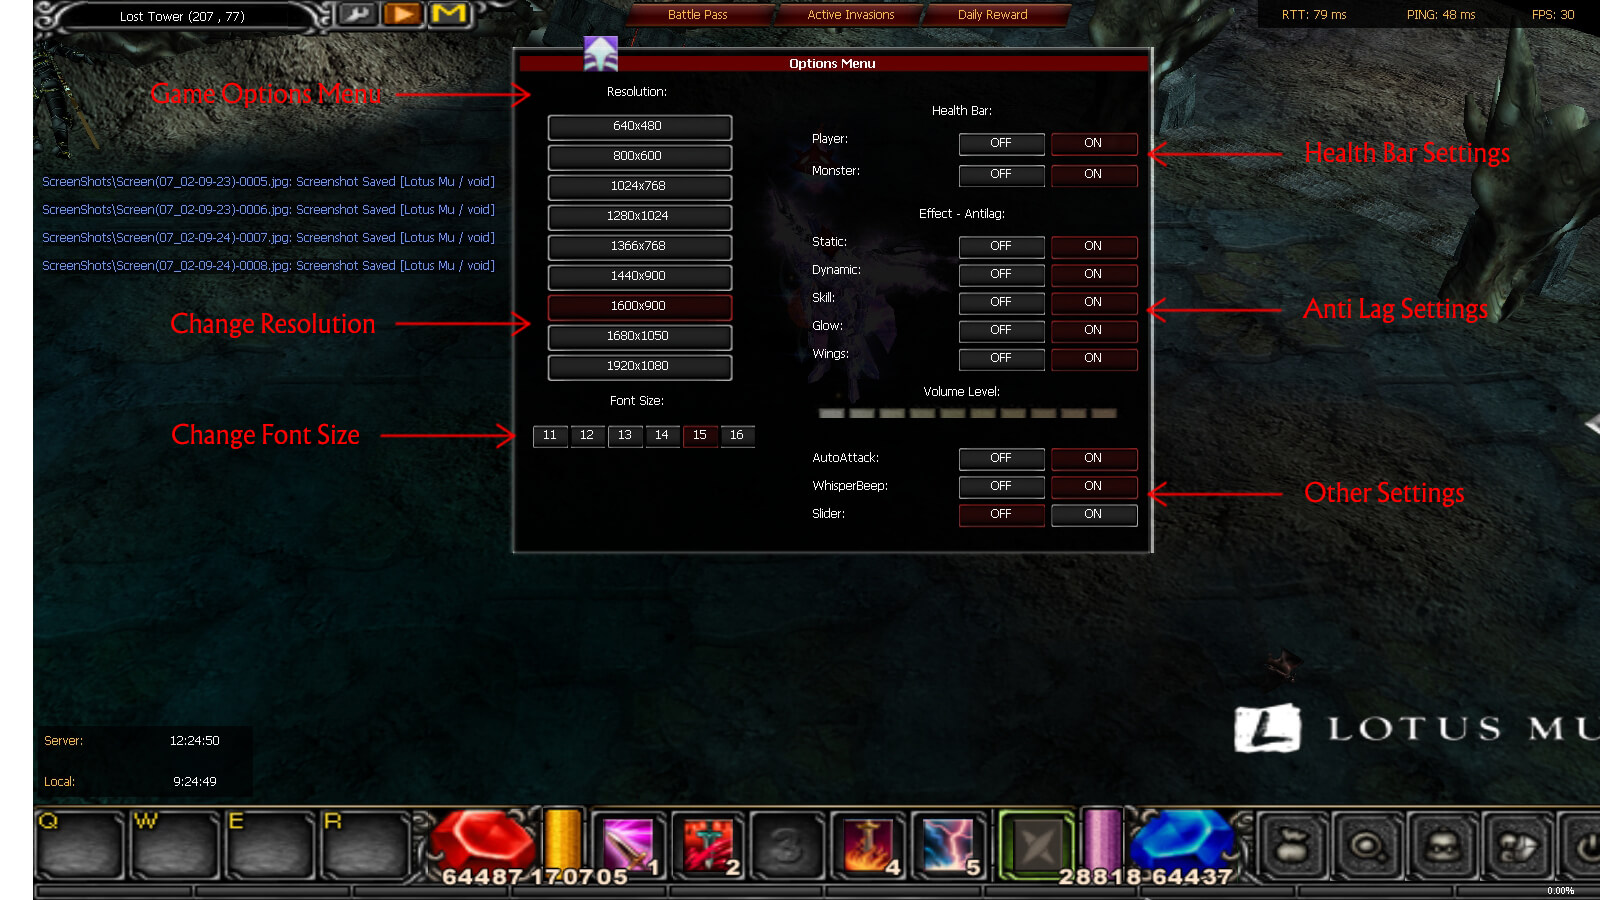 Lost Tower (207 , 77)
Battle Pass
Active Invasions
Daily Reward
RTT: 79 ms
PING: 48 ms
FPS: 30
Options Menu
Game Options Menu
Resolution:
640x480
800x600
1024x768
1280x1024
1366x768
1440x900
1600x900
1680x1050
1920x1080
Change Resolution
Font Size:
11 12 13 14 15 16
Change Font Size
Health Bar:
Player: OFF ON
Monster: OFF ON
Health Bar Settings
Effect - Antilag:
Static: OFF ON
Dynamic: OFF ON
Skill: OFF ON
Glow: OFF ON
Wings: OFF ON
Anti Lag Settings
Volume Level:
AutoAttack: OFF ON
WhisperBeep: OFF ON
Slider: OFF ON
Other Settings
ScreenShots\Screen(07_02-09-23)-0005.jpg: Screenshot Saved [Lotus Mu / void]
ScreenShots\Screen(07_02-09-23)-0006.jpg: Screenshot Saved [Lotus Mu / void]
ScreenShots\Screen(07_02-09-24)-0007.jpg: Screenshot Saved [Lotus Mu / void]
ScreenShots\Screen(07_02-09-24)-0008.jpg: Screenshot Saved [Lotus Mu / void]
L LOTUS MU
Server: 12:24:50
Local: 9:24:49
Q W E R
1 2 3 4 5
64487 170705
28818 64437
0.00%